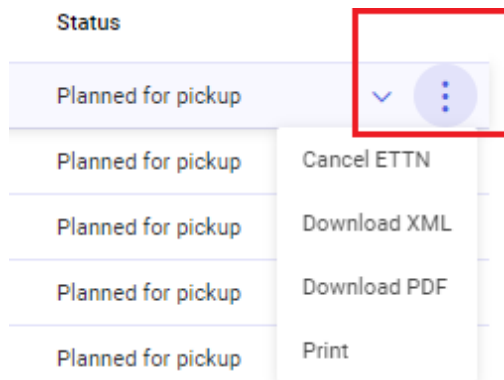 Status
Planned for pickup
Planned for pickup
Cancel ETTN
Planned for pickup
Download XML
Planned for pickup
Download PDF
Planned for pickup
Print